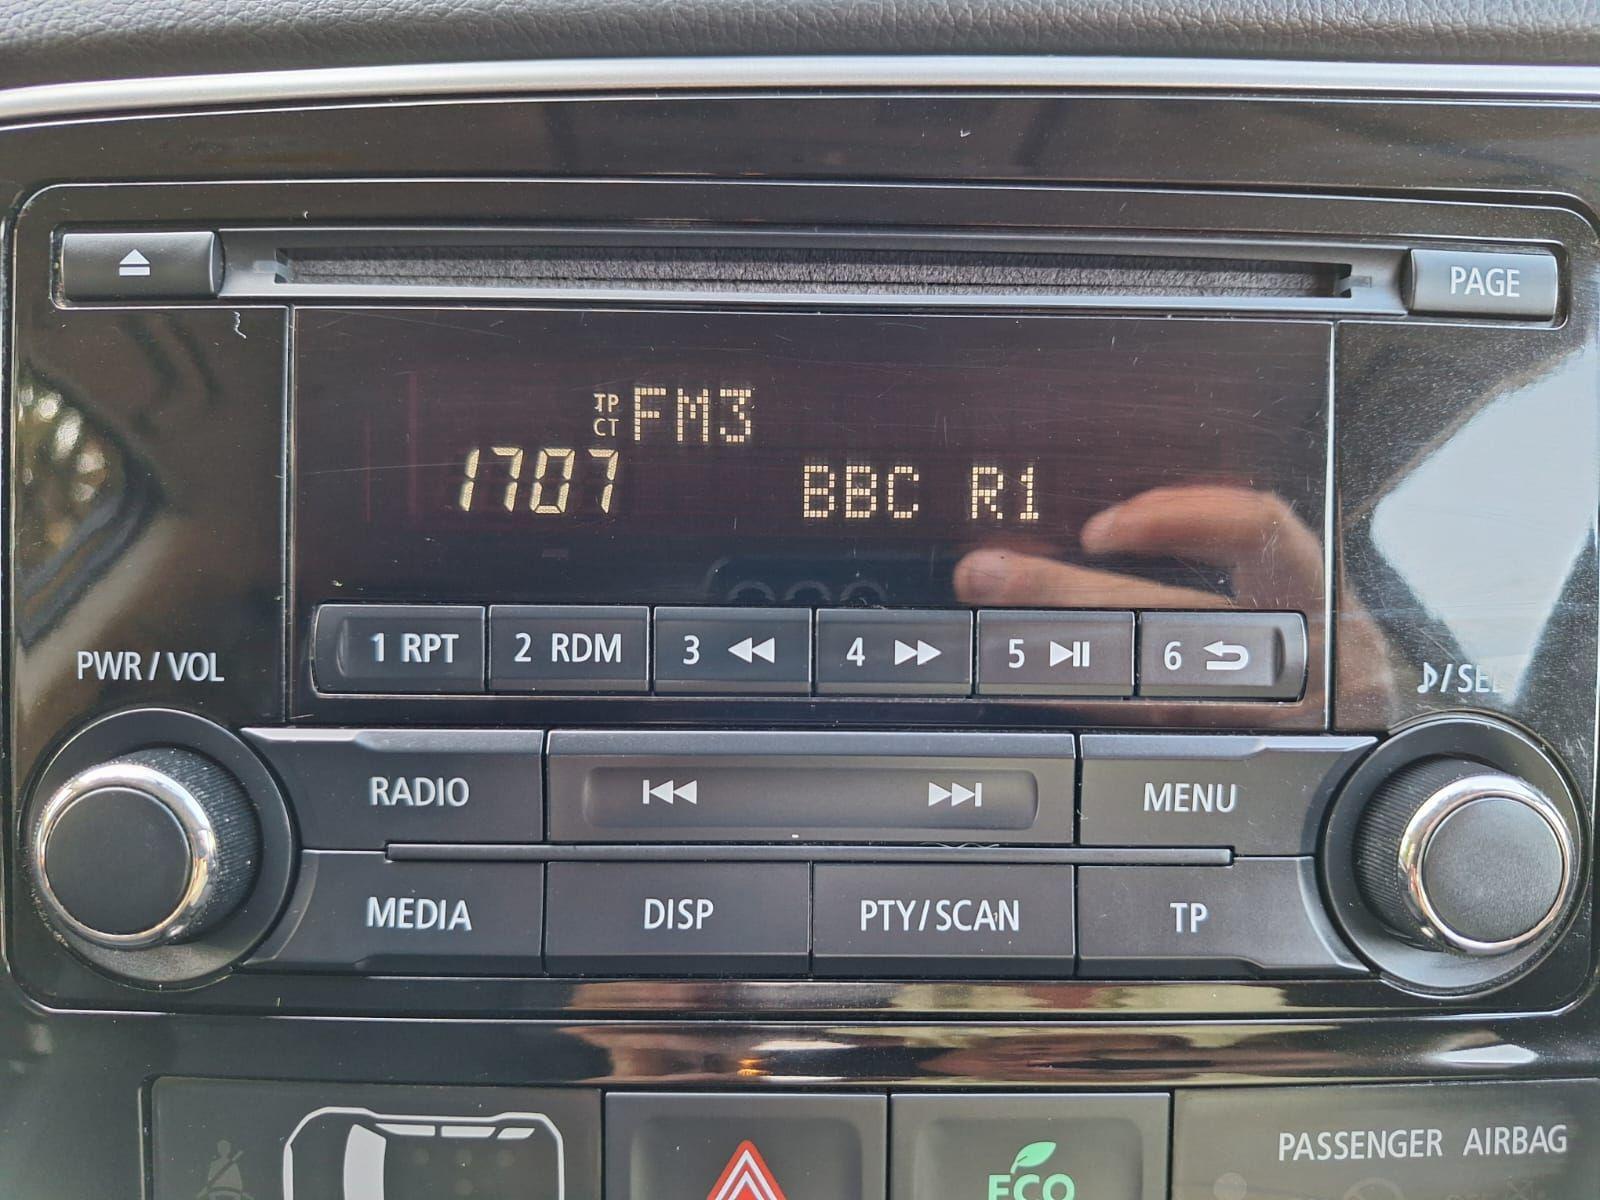 PAGE
TP
FM3
CT
1707 BBC R1
1 RPT 2 RDM 3 4 5 6
PWR / VOL
♪/SEL
RADIO MENU
MEDIA DISP PTY/SCAN TP
PASSENGER AIRBAG
ECO